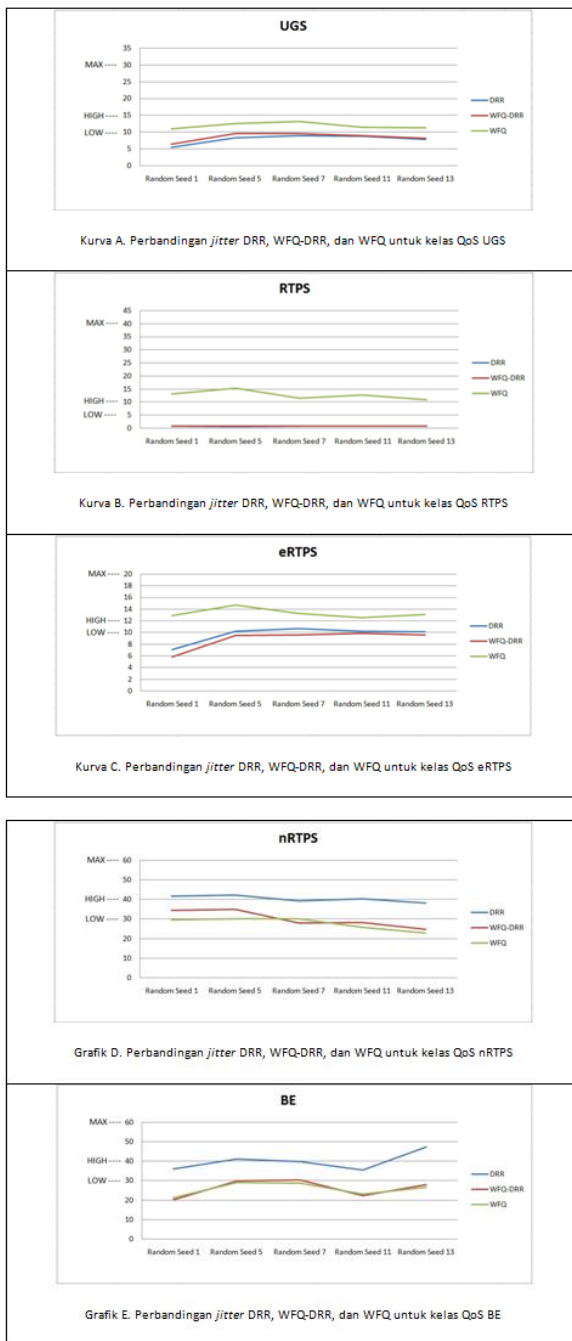 UGS
35
MAX ---- 30
25
20
HIGH ---- 15
LOW ---- 10
5
0
Random Seed 1 Random Seed 5 Random Seed 7 Random Seed 11 Random Seed 13
DRR
WFQ-DRR
WFQ
Kurva A. Perbandingan jitter DRR, WFQ-DRR, dan WFQ untuk kelas QoS UGS
RTPS
45
MAX ---- 40
35
30
25
20
15
HIGH ---- 10
LOW ---- 5
0
Random Seed 1 Random Seed 5 Random Seed 7 Random Seed 11 Random Seed 13
DRR
WFQ-DRR
WFQ
Kurva B. Perbandingan jitter DRR, WFQ-DRR, dan WFQ untuk kelas QoS RTPS
eRTPS
MAX ---- 20
18
16
14
HIGH ---- 12
LOW ---- 10
8
6
4
2
0
Random Seed 1 Random Seed 5 Random Seed 7 Random Seed 11 Random Seed 13
DRR
WFQ-DRR
WFQ
Kurva C. Perbandingan jitter DRR, WFQ-DRR, dan WFQ untuk kelas QoS eRTPS
nRTPS
MAX ---- 60
50
HIGH ---- 40
LOW ---- 30
20
10
0
Random Seed 1 Random Seed 5 Random Seed 7 Random Seed 11 Random Seed 13
DRR
WFQ-DRR
WFQ
Grafik D. Perbandingan jitter DRR, WFQ-DRR, dan WFQ untuk kelas QoS nRTPS
BE
MAX ---- 60
50
HIGH ---- 40
LOW ---- 30
20
10
0
Random Seed 1 Random Seed 5 Random Seed 7 Random Seed 11 Random Seed 13
DRR
WFQ-DRR
WFQ
Grafik E. Perbandingan jitter DRR, WFQ-DRR, dan WFQ untuk kelas QoS BE